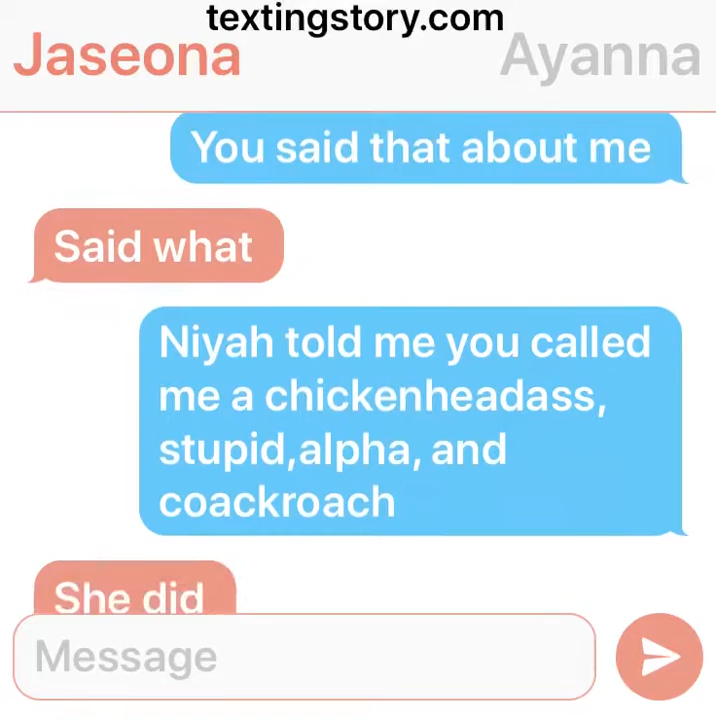 textingstory.com
Jaseona Ayanna
You said that about me
Said what
Niyah told me you called
me a chickenheadass,
stupid,alpha, and
coackroach
She did
Message